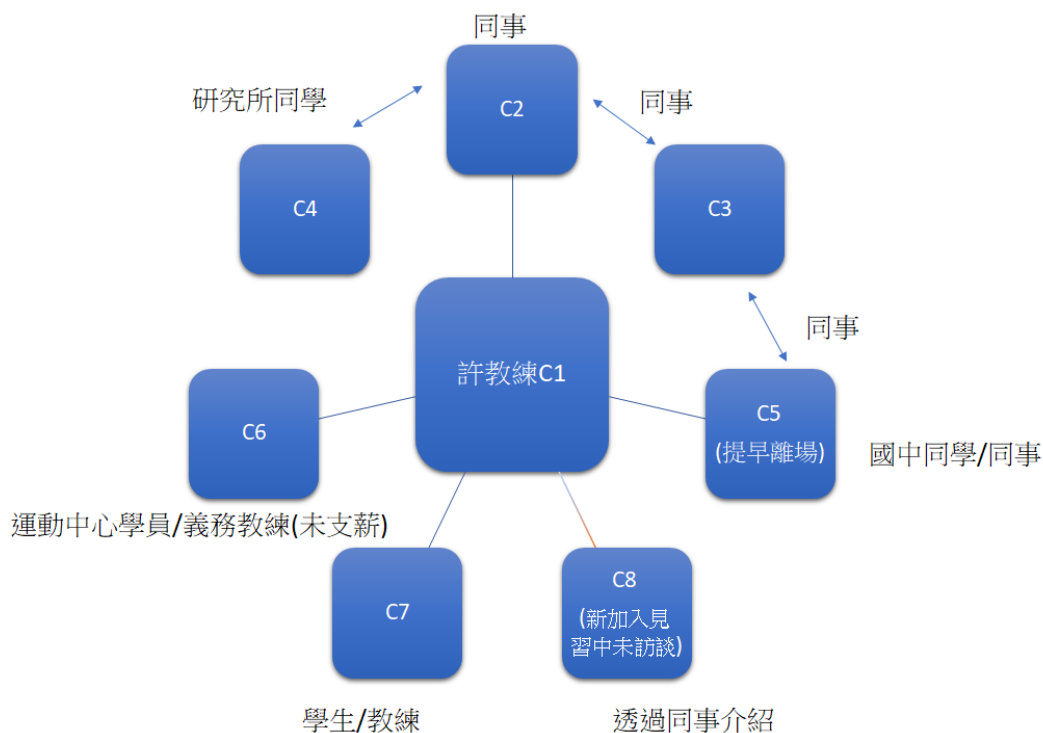 同事
研究所同學
C2
同事
C4
C3
同事
許教練C1
C6
C5
(提早離場)
國中同學/同事
運動中心學員/義務教練(未支薪)
C7
C8
(新加入見
習中未訪談)
學生/教練
透過同事介紹